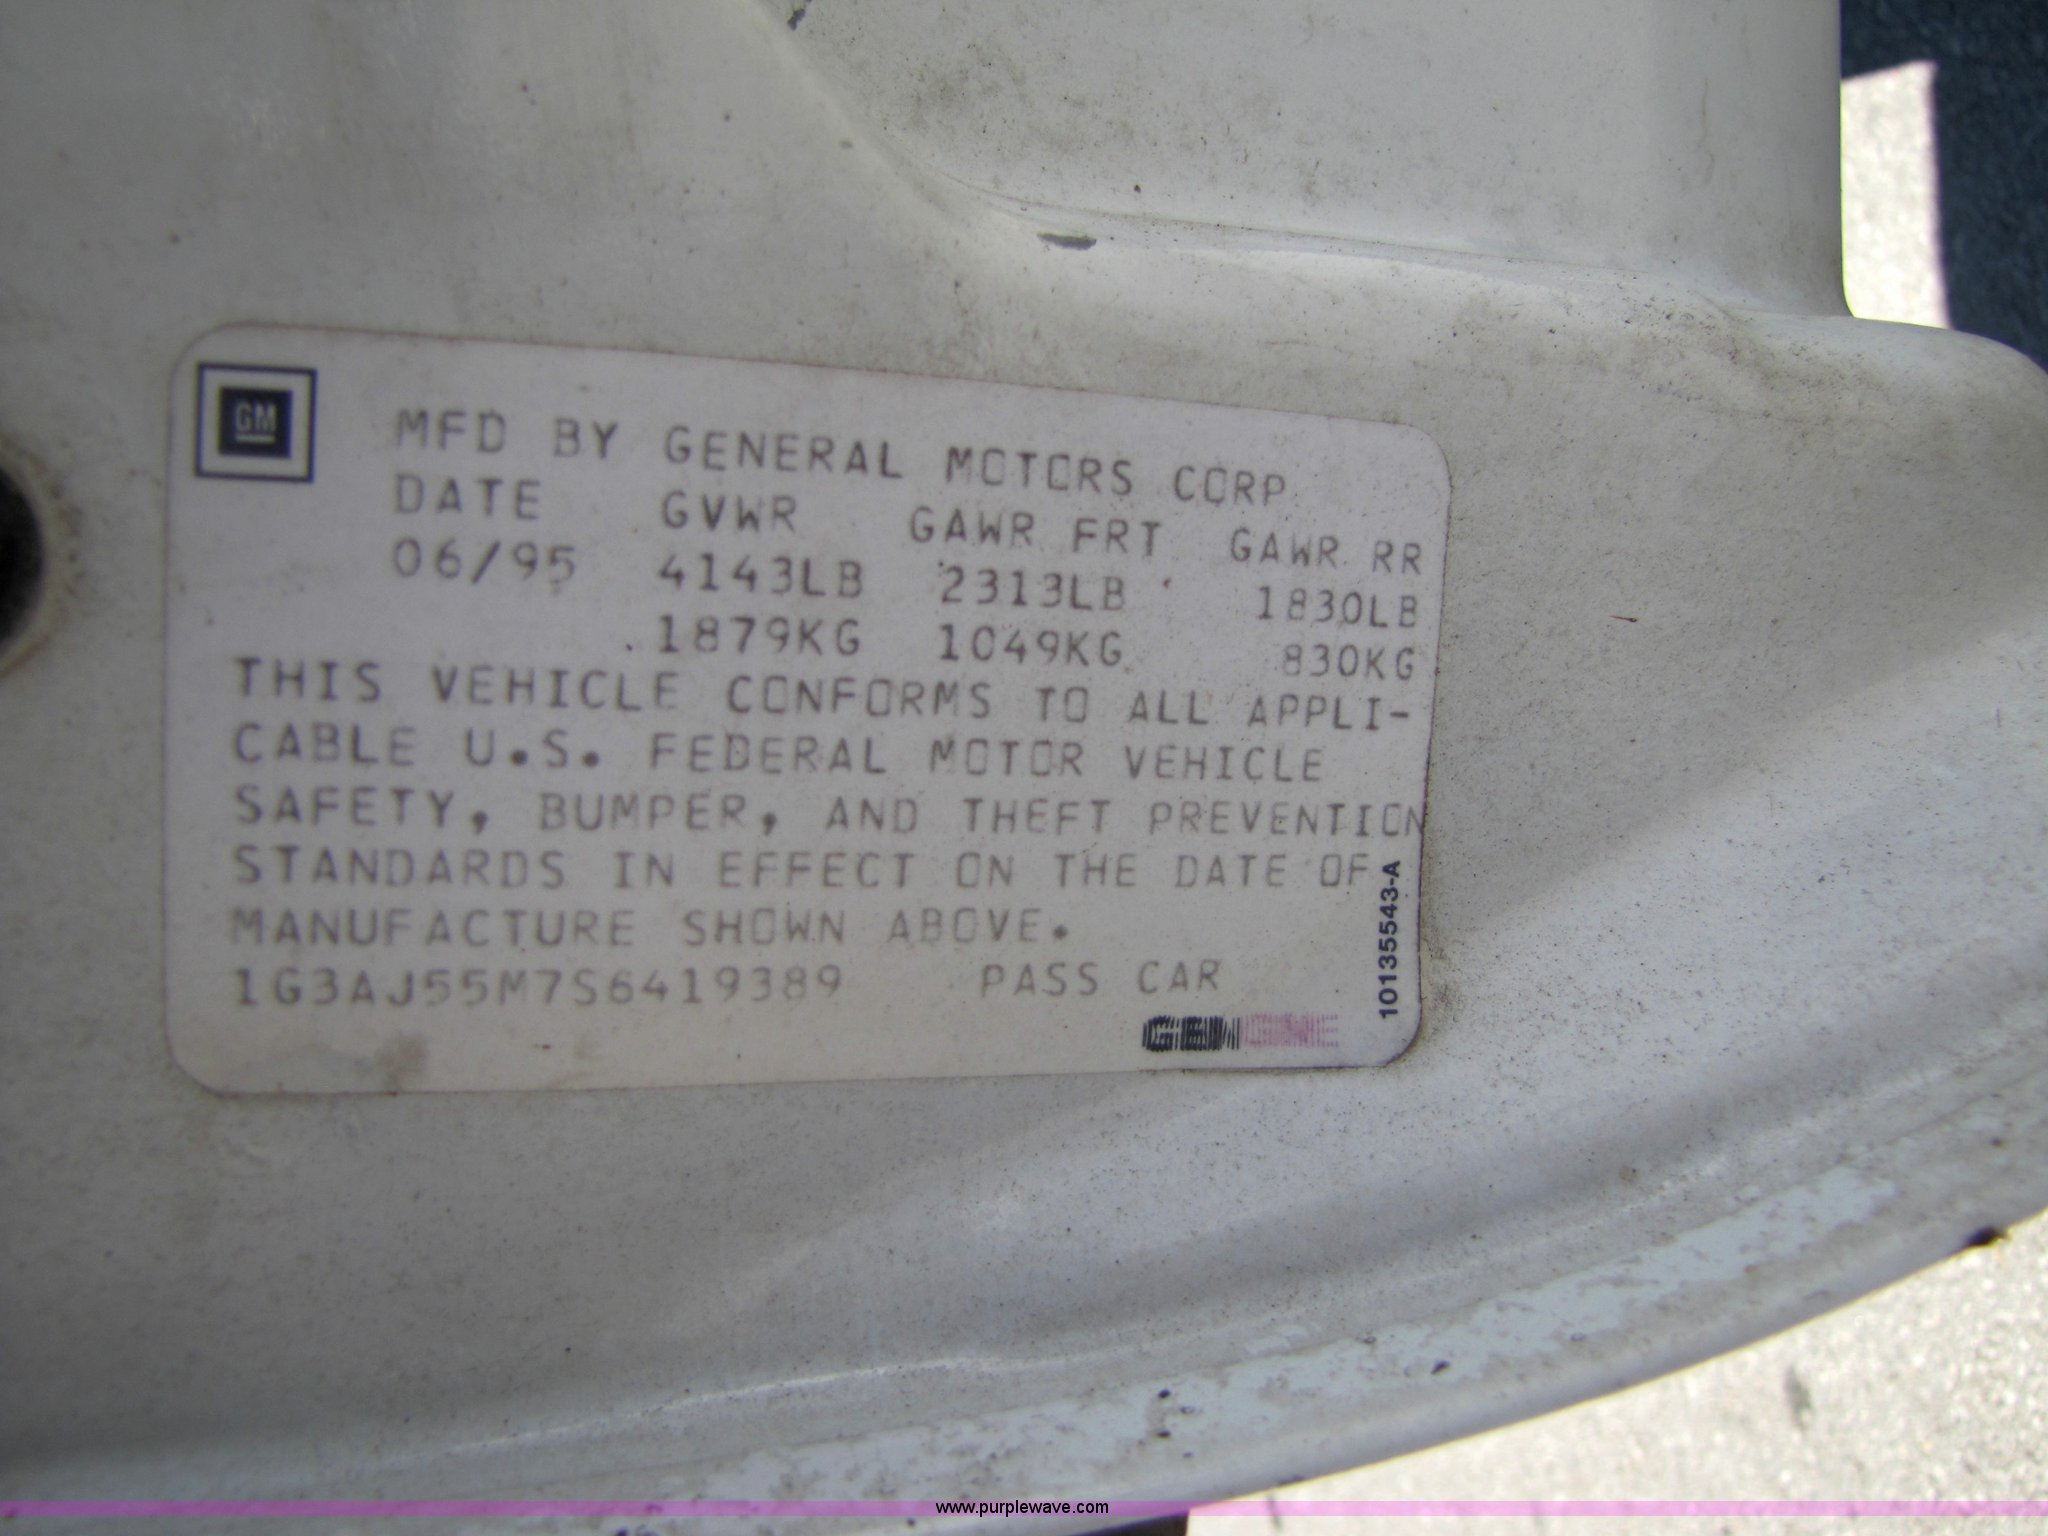 GM
MFD BY GENERAL MOTORS CORP
DATE GVWR GAWR FRT GAWR RR
06/95 4143LB 2313LB 1830LB
1879KG 1049KG 830KG
THIS VEHICLE CONFORMS TO ALL APPLI-
CABLE U.S. FEDERAL MOTOR VEHICLE
SAFETY, BUMPER, AND THEFT PREVENTION
STANDARDS IN EFFECT ON THE DATE OF
MANUFACTURE SHOWN ABOVE.
1G3AJ55M7S6419389 PASS CAR
10135543-A
www.purplewave.com